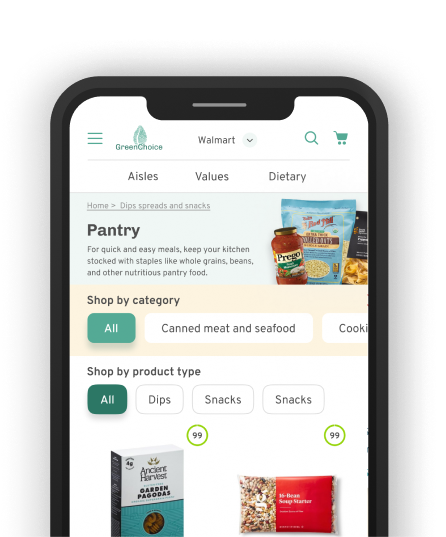 GreenChoice
Walmart
Aisles Values Dietary
Home > Dips spreads and snacks
Pantry
For quick and easy meals, keep your kitchen
stocked with staples like whole grains, beans,
and other nutritious pantry food.
Prego
Shop by category
All Canned meat and seafood Cooki
Shop by product type
All Dips Snacks Snacks
99 99
4g
Ancient
Harvest
GARDEN
PAGODAS
16-Bean
Soup Starter